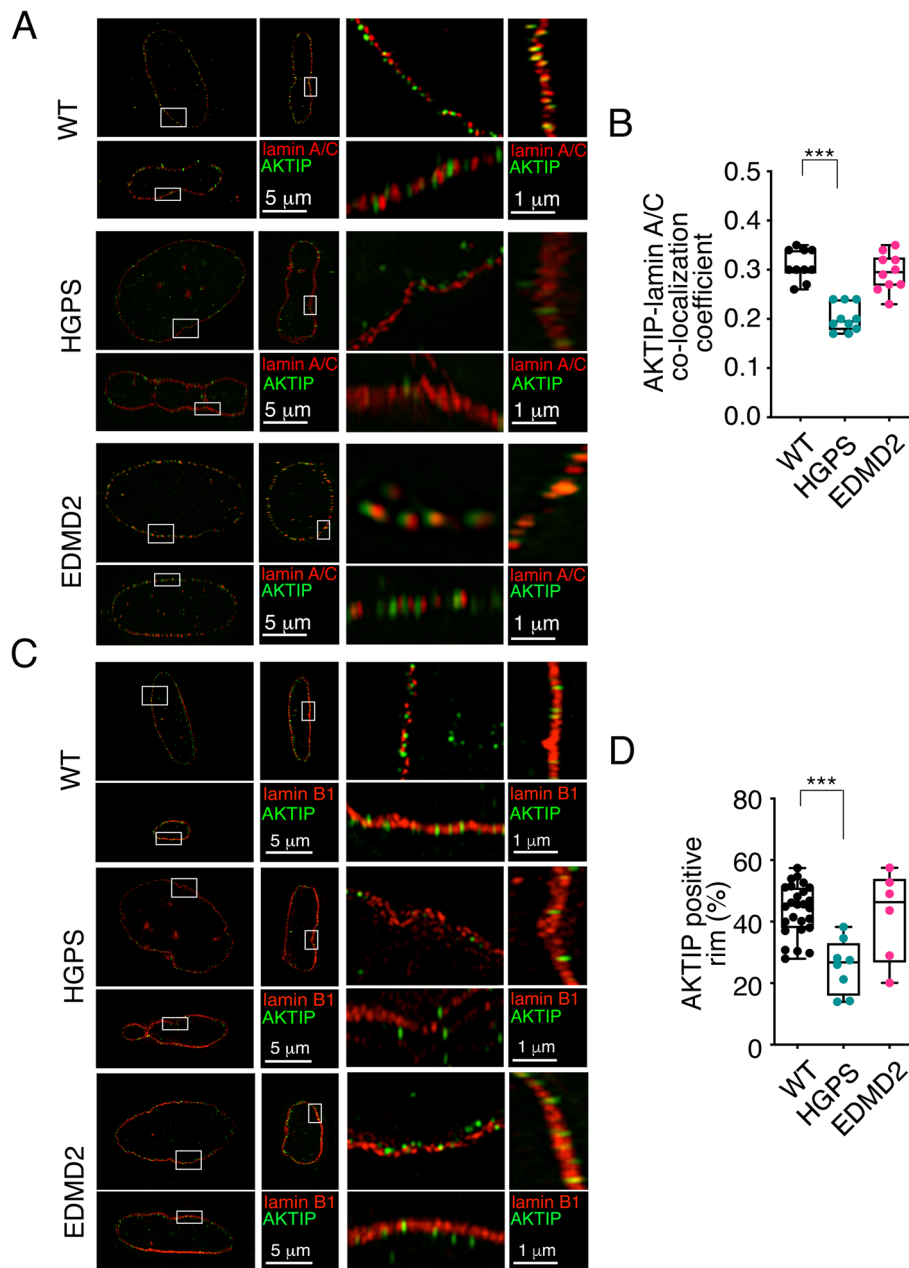 A
WT
lamin A/C
AKTIP
5 μm
lamin A/C
AKTIP
1 μm
HGPS
lamin A/C
AKTIP
5 μm
lamin A/C
AKTIP
1 μm
EDMD2
lamin A/C
AKTIP
5 μm
lamin A/C
AKTIP
1 μm
B
***
AKTIP-lamin A/C
co-localization
coefficient
0.5
0.4
0.3
0.2
0.1
0.0
WT
HGPS
EDMD2
C
WT
lamin B1
AKTIP
5 μm
lamin B1
AKTIP
1 μm
HGPS
lamin B1
AKTIP
5 μm
lamin B1
AKTIP
1 μm
EDMD2
lamin B1
AKTIP
5 μm
lamin B1
AKTIP
1 μm
D
***
AKTIP positive
rim (%)
80
60
40
20
0
WT
HGPS
EDMD2